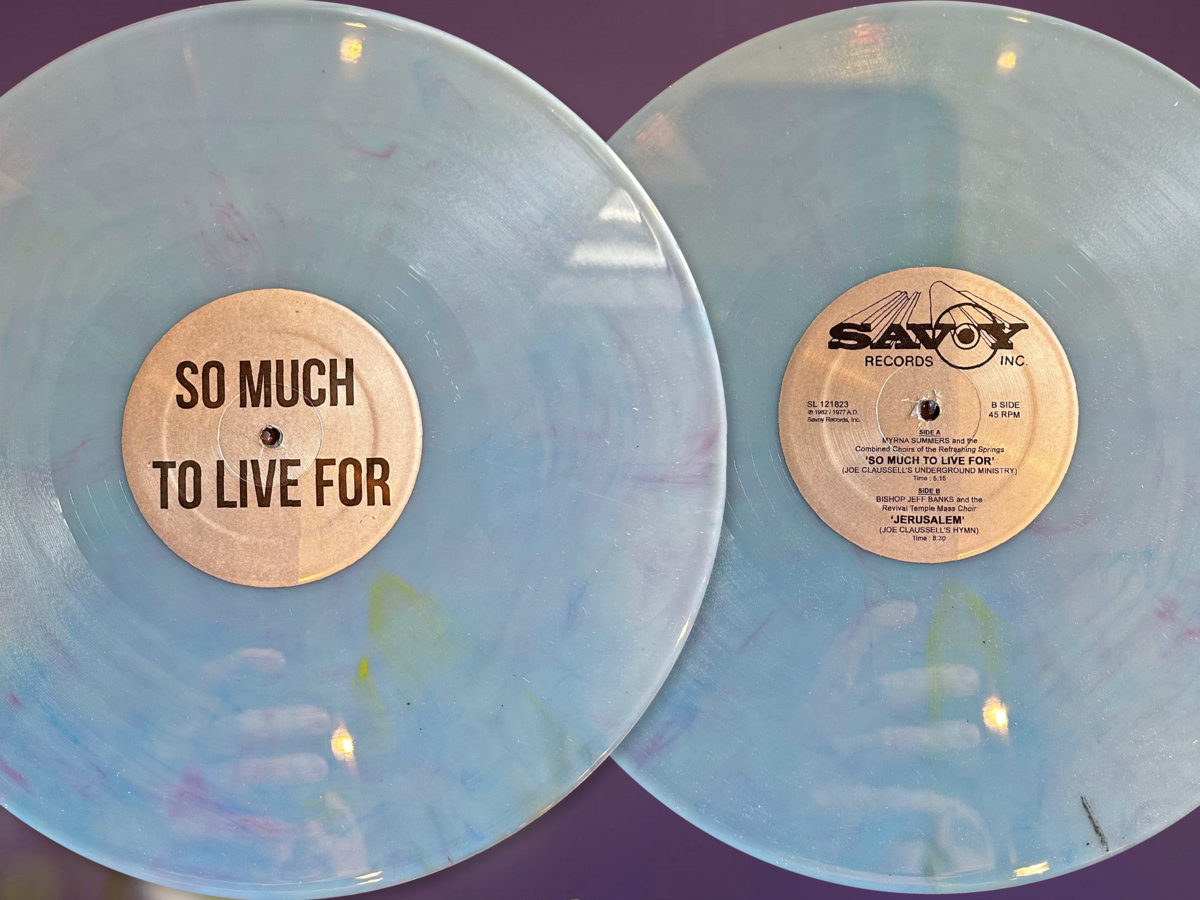 SO MUCH
TO LIVE FOR
SAVOY
RECORDS INC.
SL 121823
℗ 1982 / 1977 A.D.
Savoy Records, Inc.
B SIDE
45 RPM
SIDE A
MYRNA SUMMERS and the
Combined Choirs of the Refreshing Springs
'SO MUCH TO LIVE FOR'
(JOE CLAUSSELL'S UNDERGROUND MINISTRY)
Time : 5:15
SIDE B
BISHOP JEFF BANKS and the
Revival Temple Mass Choir
'JERUSALEM'
(JOE CLAUSSELL'S HYMN)
Time : 8:30